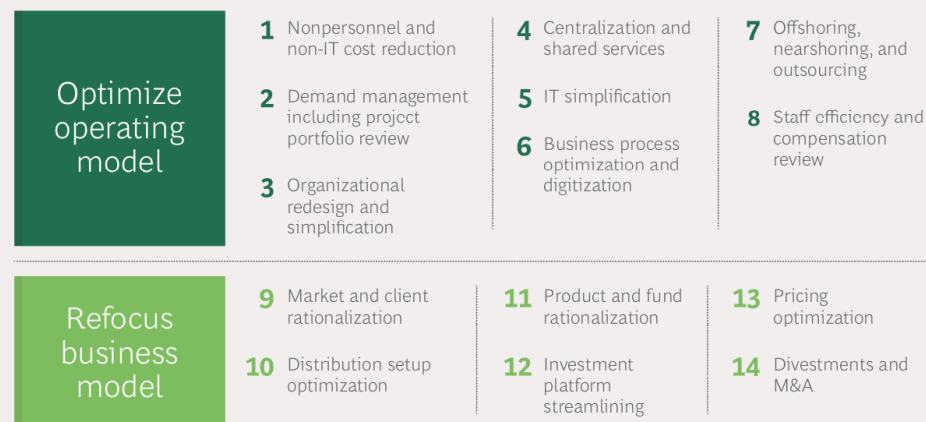 Optimize
operating
model
1 Nonpersonnel and
non-IT cost reduction
2 Demand management
including project
portfolio review
3 Organizational
redesign and
simplification
4 Centralization and
shared services
5 IT simplification
6 Business process
optimization and
digitization
7 Offshoring,
nearshoring, and
outsourcing
8 Staff efficiency and
compensation
review
Refocus
business
model
9 Market and client
rationalization
10 Distribution setup
optimization
11 Product and fund
rationalization
12 Investment
platform
streamlining
13 Pricing
optimization
14 Divestments and
M&A